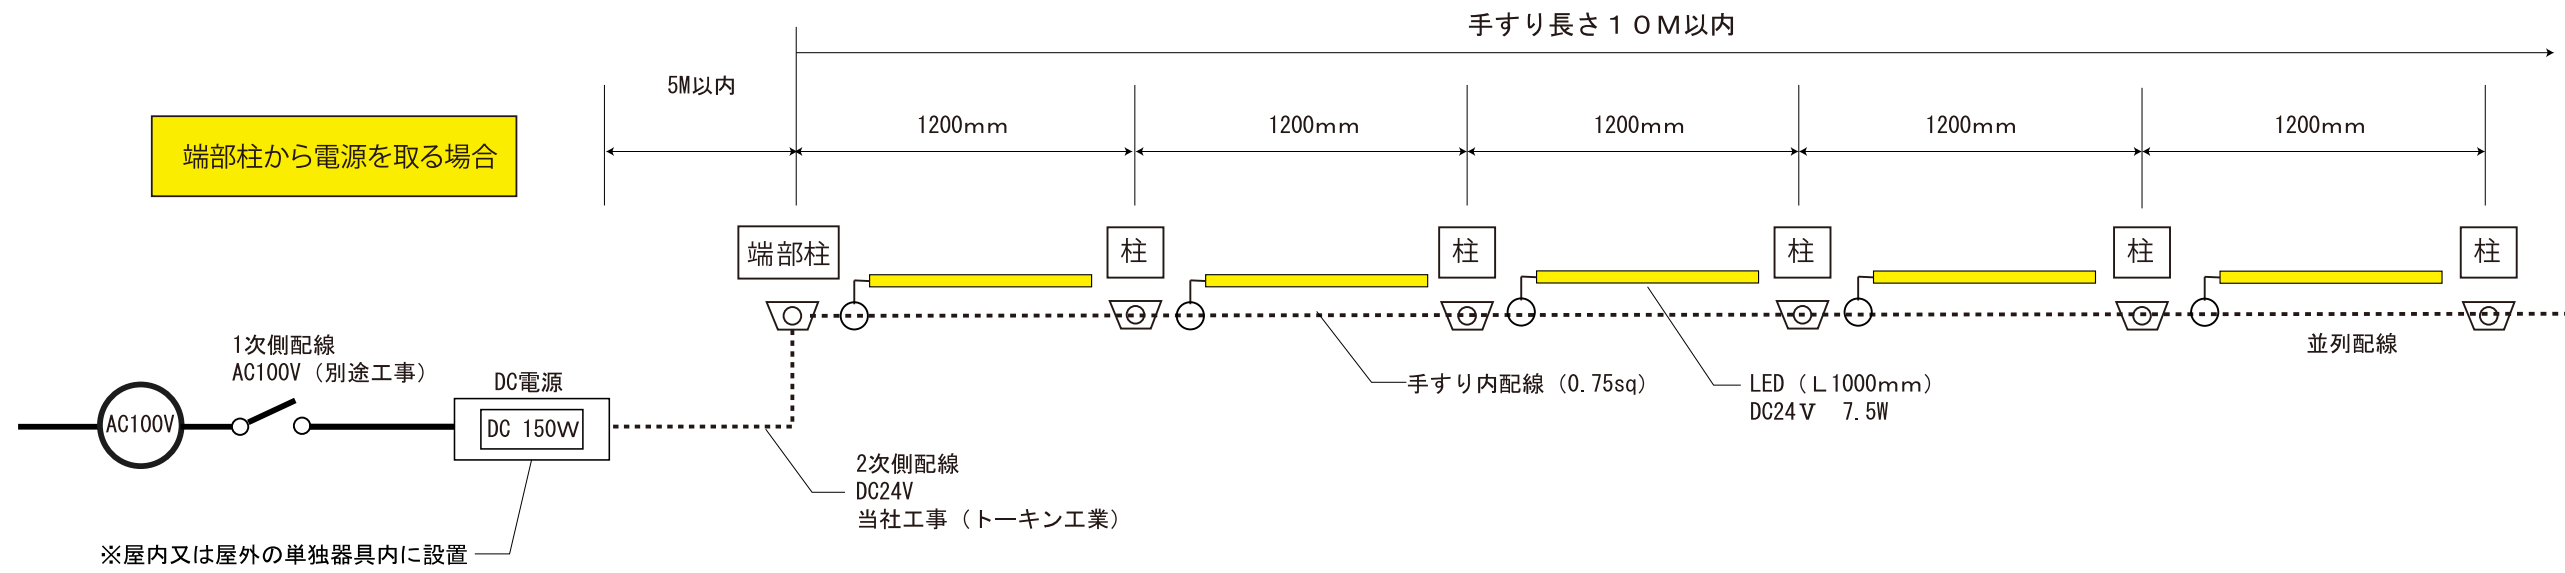 手すり長さ１０Ｍ以内
5M以内
1200mm
1200mm
1200mm
1200mm
1200mm
端部柱から電源を取る場合
端部柱
柱
柱
柱
柱
柱
1次側配線
AC100V（別途工事）
並列配線
DC電源
手すり内配線（0.75sq）
LED（Ｌ1000mm）
DC24Ｖ　7.5W
AC100V
DC 150W
2次側配線
DC24V
当社工事（トーキン工業）
※屋内又は屋外の単独器具内に設置